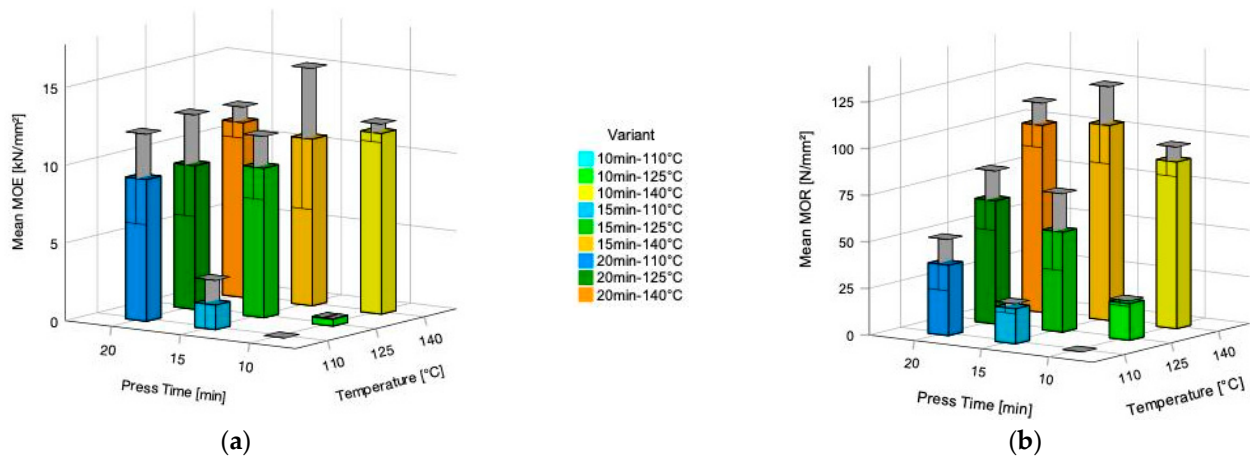 Mean MOE [kN/mm²]
15
10
5
0
20
15
10
Press Time [min]
110
125
140
Temperature [°C]
(a)
Variant
10min-110°C
10min-125°C
10min-140°C
15min-110°C
15min-125°C
15min-140°C
20min-110°C
20min-125°C
20min-140°C
Mean MOR [N/mm²]
125
100
75
50
25
0
20
15
10
Press Time [min]
110
125
140
Temperature [°C]
(b)